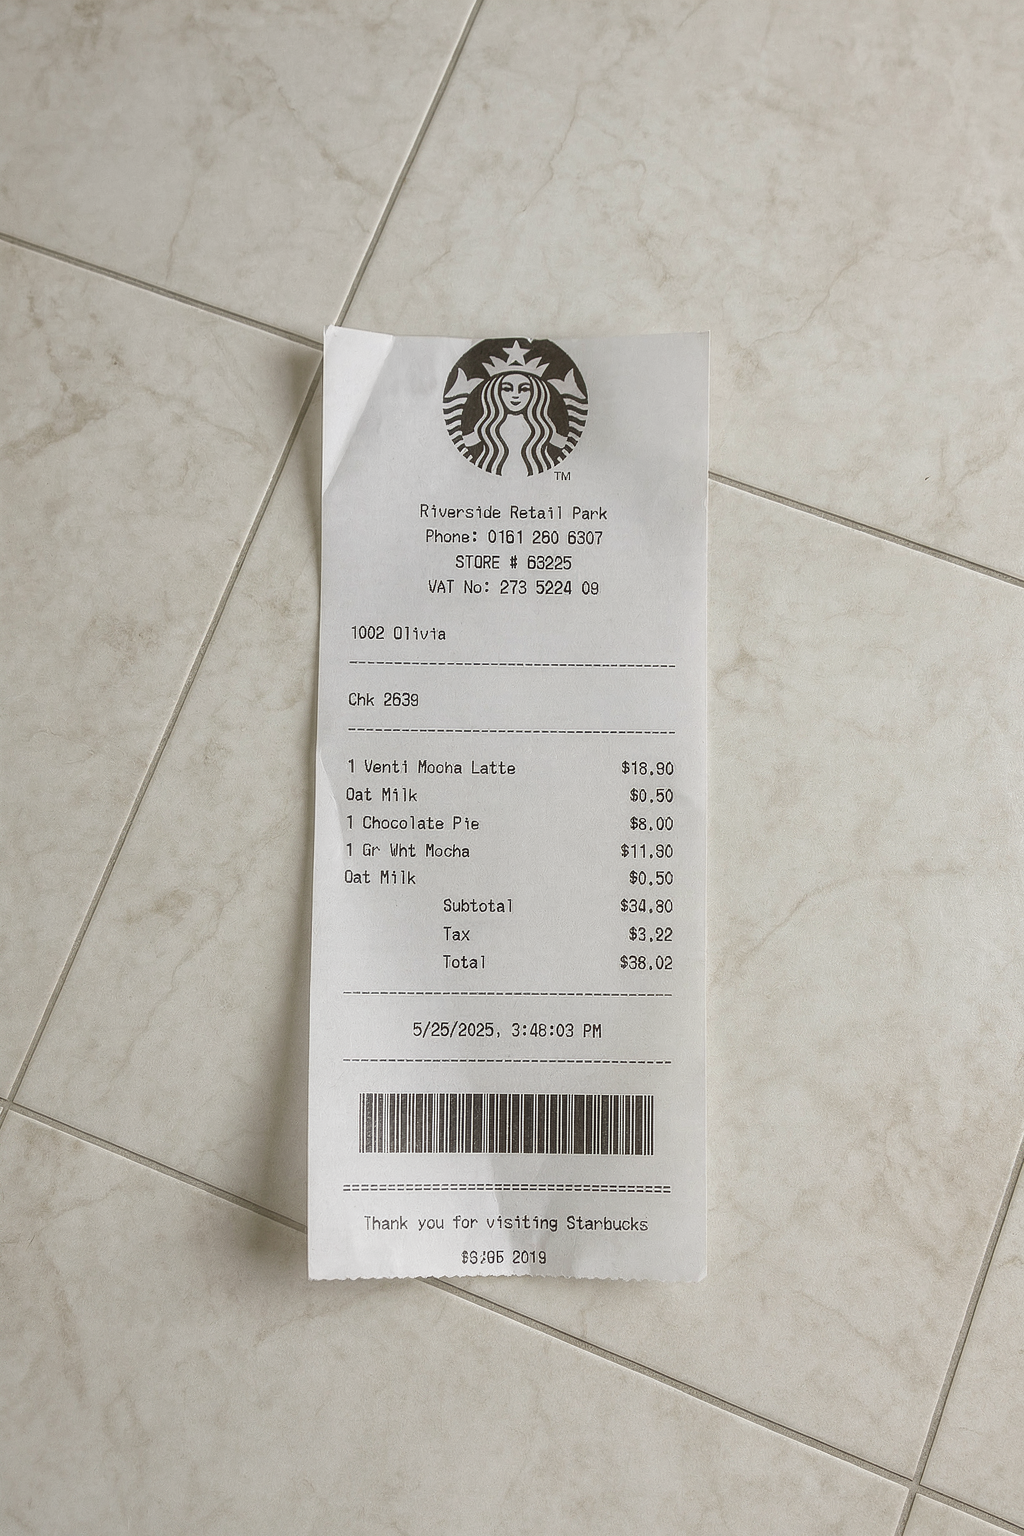 TM
Riverside Retail Park
Phone: 0161 280 6307
STORE # 63225
VAT No: 273 5224 09
1002 Olivia
Chk 2639
1 Venti Mocha Latte $18.90
Oat Milk $0.50
1 Chocolate Pie $8.00
1 Gr Wht Mocha $11.90
Oat Milk $0.50
Subtotal $34.80
Tax $3.22
Total $38.02
5/25/2025, 3:48:03 PM
Thank you for visiting Starbucks
2019